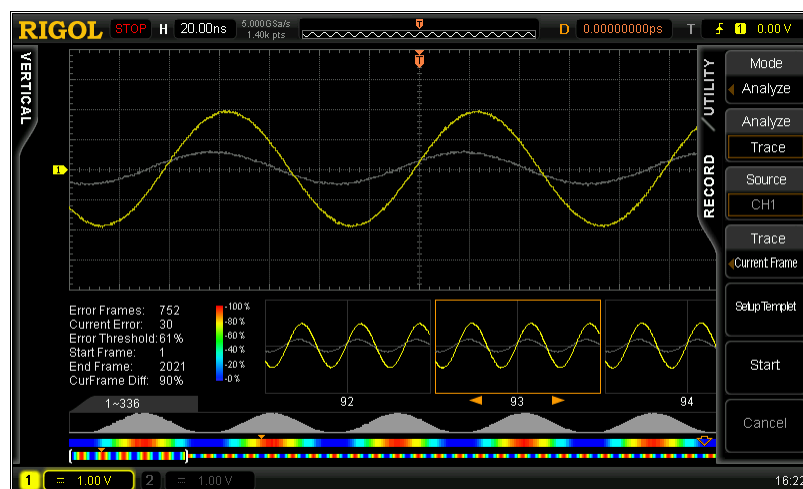 RIGOL STOP H 20.00ns 5.000GSa/s 1.40k pts T D 0.00000000ps T 1 0.00 V
VERTICAL
UTILITY
RECORD
Mode
Analyze
Analyze
Trace
Source
CH1
Trace
Current Frame
Setup Templet
Start
Cancel
T
1
Error Frames: 752
Current Error: 30
Error Threshold:61%
Start Frame: 1
End Frame: 2021
CurFrame Diff: 90%
-100%
-80%
-60%
-40%
-20%
-0%
1~336 92 93 94
1 = 1.00 V 2 = 1.00 V 16:22